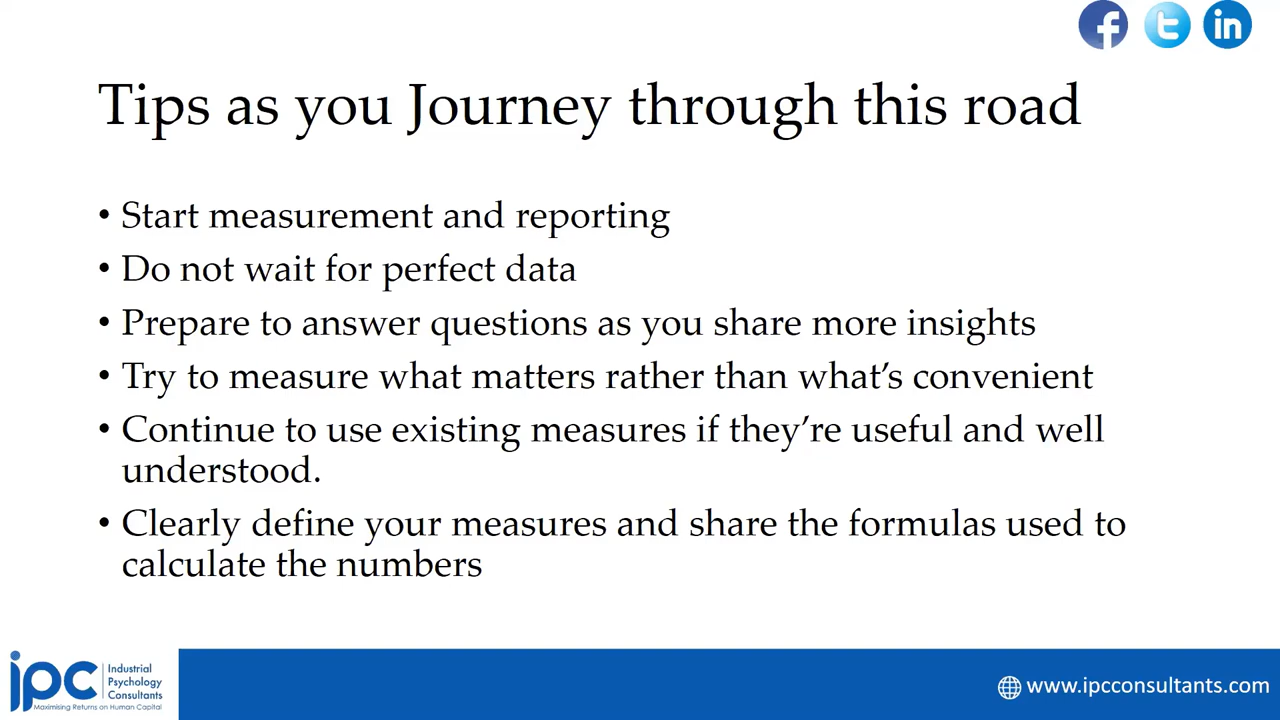 Tips as you Journey through this road
• Start measurement and reporting
• Do not wait for perfect data
• Prepare to answer questions as you share more insights
• Try to measure what matters rather than what’s convenient
• Continue to use existing measures if they’re useful and well
understood.
• Clearly define your measures and share the formulas used to
calculate the numbers
ipc
Industrial
Psychology
Consultants
Maximising Returns on Human Capital
www.ipcconsultants.com